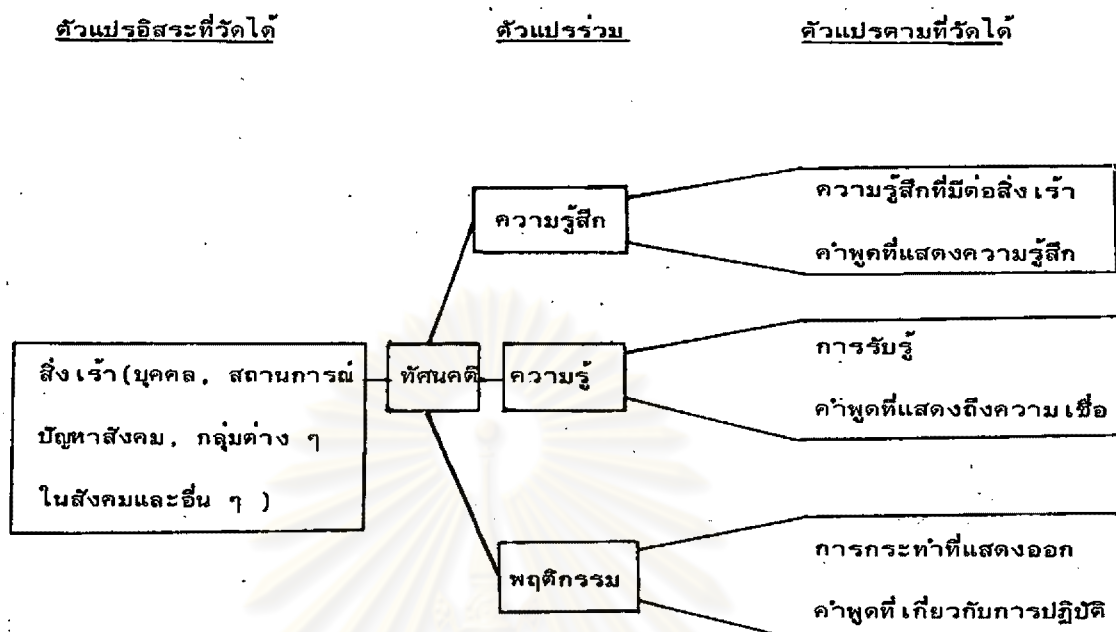 ตัวแปรอิสระที่วัดได้
ตัวแปรร่วม
ตัวแปรตามที่วัดได้
ความรู้สึก
ความรู้สึกที่มีต่อสิ่งเร้า
คำพูดที่แสดงความรู้สึก
สิ่งเร้า(บุคคล, สถานการณ์
ปัญหาสังคม, กลุ่มต่าง ๆ
ในสังคมและอื่น ๆ )
ทัศนคติ
ความรู้
การรับรู้
คำพูดที่แสดงถึงความเชื่อ
พฤติกรรม
การกระทำที่แสดงออก
คำพูดที่เกี่ยวกับการปฏิบัติ